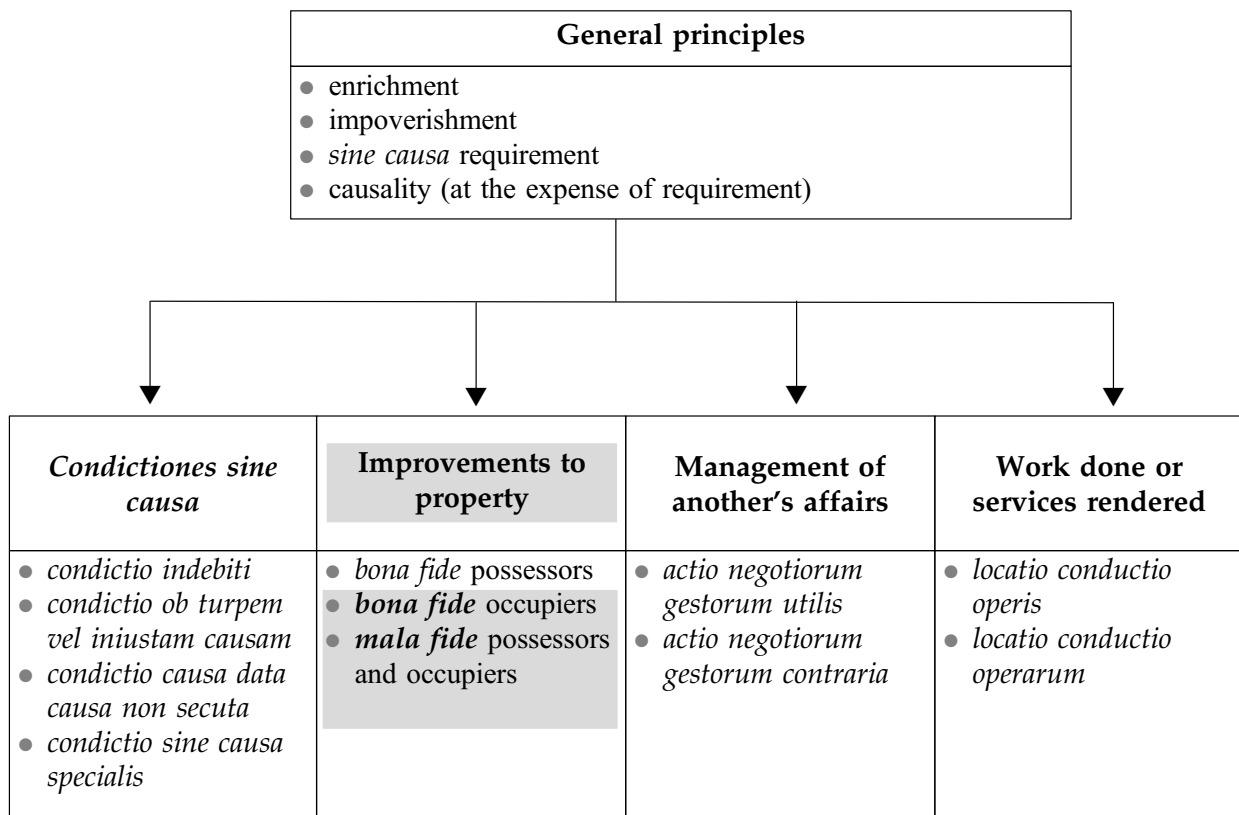 General principles
● enrichment
● impoverishment
● sine causa requirement
● causality (at the expense of requirement)
Condictiones sine
causa
● condictio indebiti
● condictio ob turpem
vel iniustam causam
● condictio causa data
causa non secuta
● condictio sine causa
specialis
Improvements to
property
● bona fide possessors
● bona fide occupiers
● mala fide possessors
and occupiers
Management of
another's affairs
● actio negotiorum
gestorum utilis
● actio negotiorum
gestorum contraria
Work done or
services rendered
● locatio conductio
operis
● locatio conductio
operarum